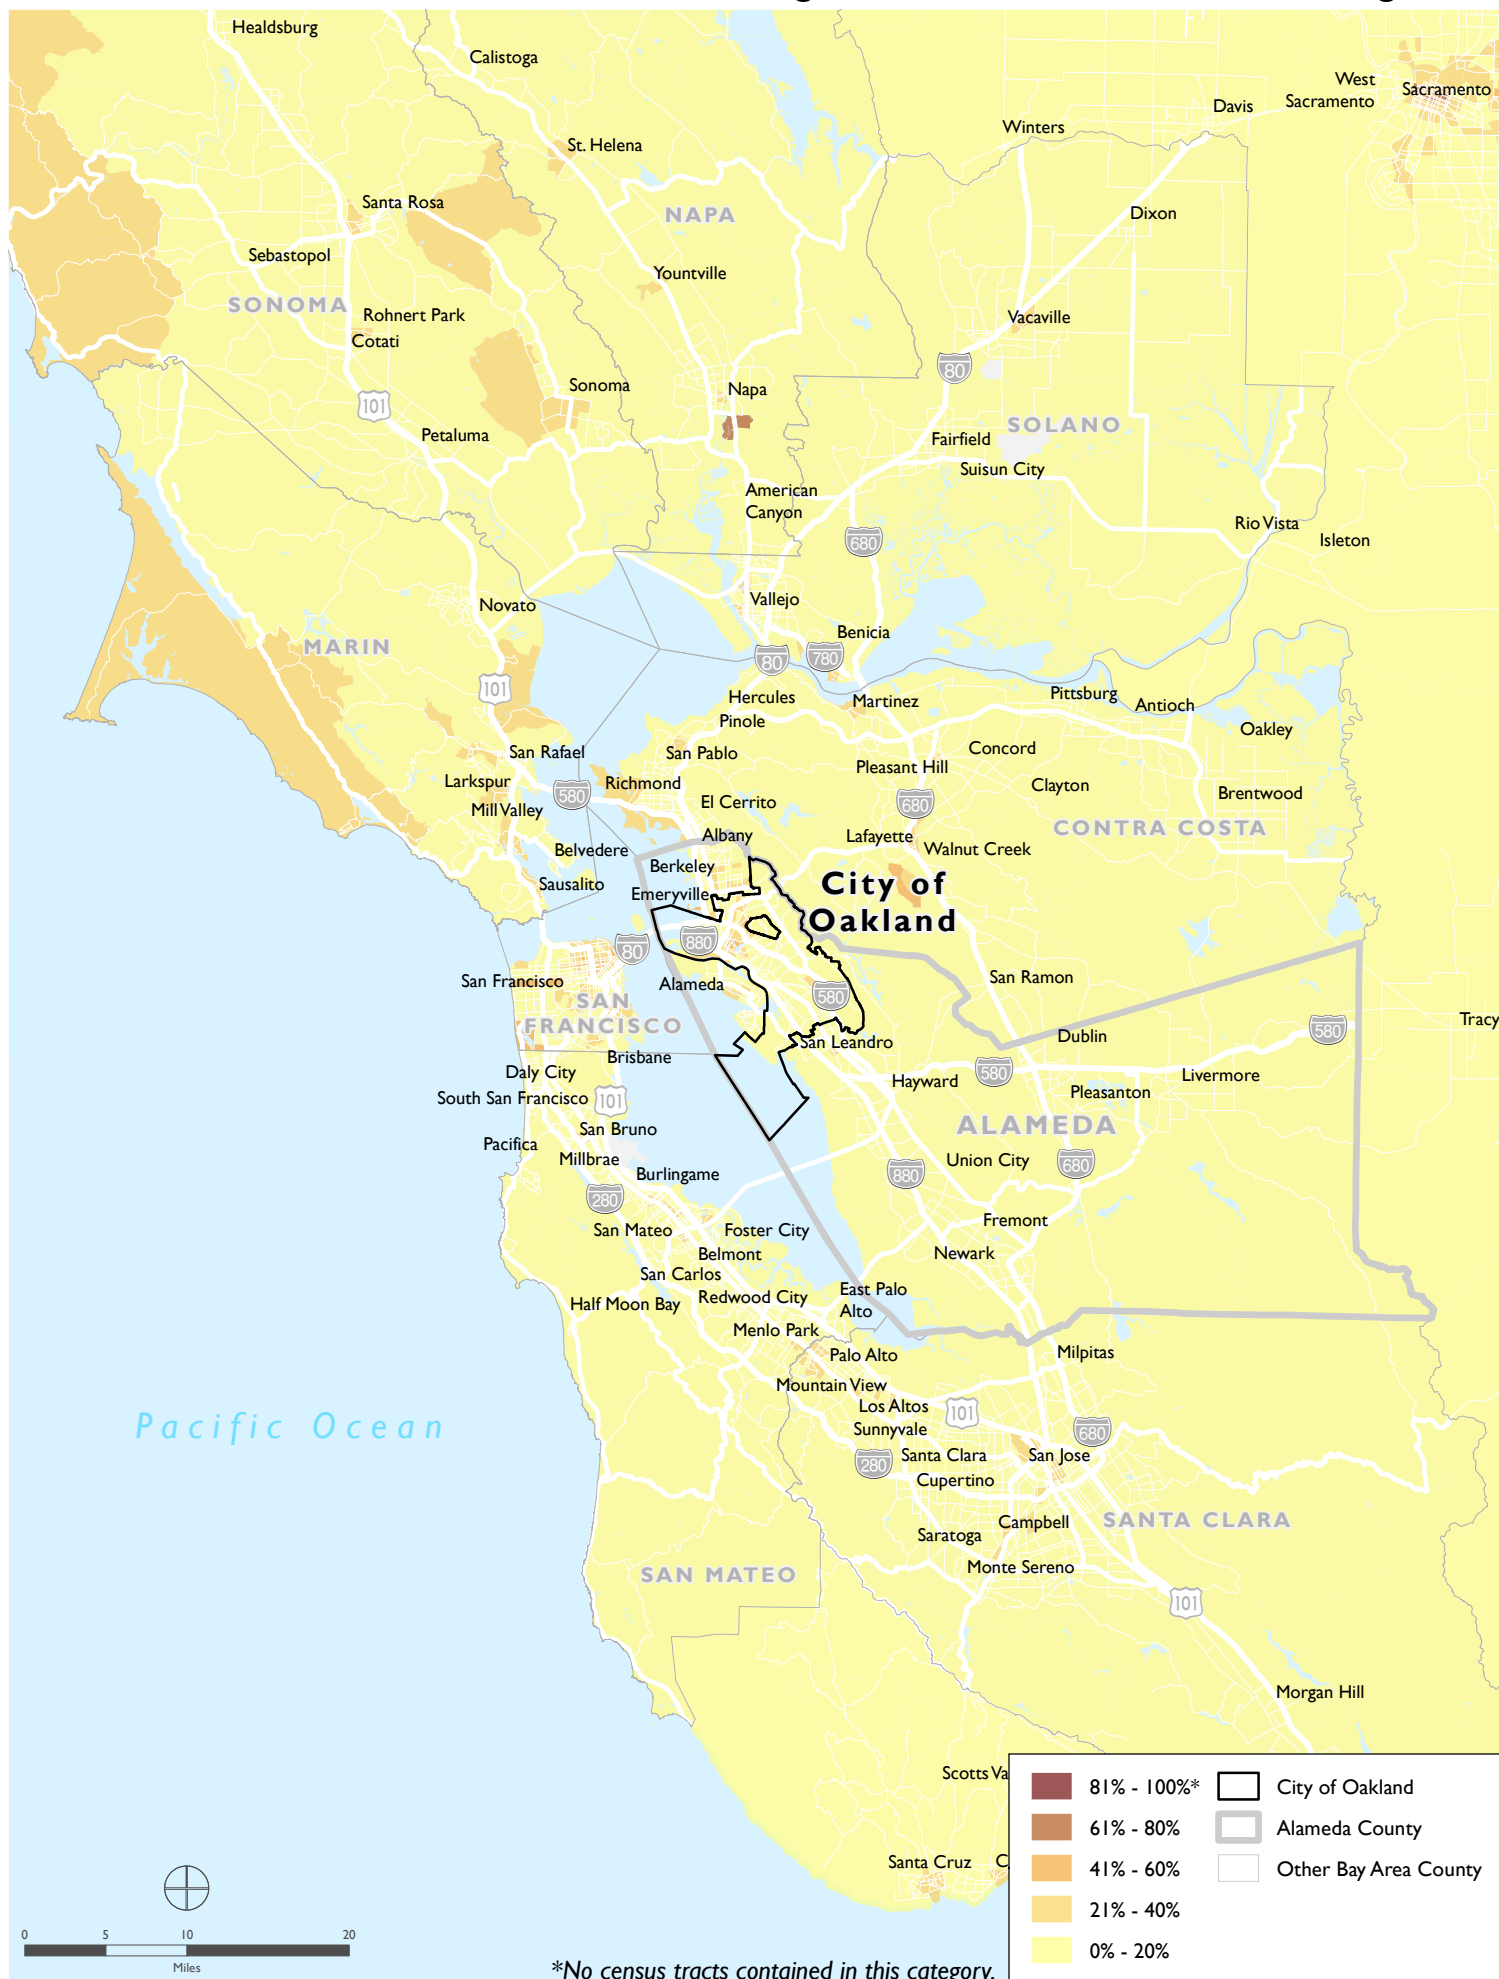 Healdsburg
Calistoga
West
Sacramento
Sacramento
Davis
Winters
St. Helena
Santa Rosa
NAPA
Dixon
Sebastopol
Yountville
SONOMA
Rohnert Park
Cotati
Vacaville
80
Sonoma
Napa
101
SOLANO
Petaluma
Fairfield
Suisun City
American
Canyon
Rio Vista
Isleton
680
Vallejo
Novato
Benicia
MARIN
80
780
101
Hercules
Martinez
Pittsburg
Antioch
Pinole
Oakley
San Rafael
San Pablo
Concord
Pleasant Hill
Larkspur
Richmond
Clayton
Brentwood
580
Mill Valley
El Cerrito
680
CONTRA COSTA
Albany
Lafayette
Walnut Creek
Belvedere
Berkeley
Sausalito
Emeryville
City of
Oakland
80
880
San Francisco
Alameda
San Ramon
SAN
FRANCISCO
580
Tracy
580
Dublin
San Leandro
Brisbane
Daly City
580
Livermore
Hayward
Pleasanton
South San Francisco
101
ALAMEDA
San Bruno
Pacifica
Millbrae
Union City
680
Burlingame
880
280
San Mateo
Foster City
Fremont
Belmont
Newark
San Carlos
Half Moon Bay
Redwood City
East Palo
Alto
Menlo Park
Palo Alto
Milpitas
Mountain View
Los Altos
101
Pacific Ocean
Sunnyvale
680
280
Santa Clara
San Jose
Cupertino
Campbell
SANTA CLARA
Saratoga
Monte Sereno
SAN MATEO
101
Morgan Hill
Scotts Va
Santa Cruz
C
81% - 100%*
61% - 80%
41% - 60%
21% - 40%
0% - 20%
City of Oakland
Alameda County
Other Bay Area County
0 5 10 20
Miles
*No census tracts contained in this category.